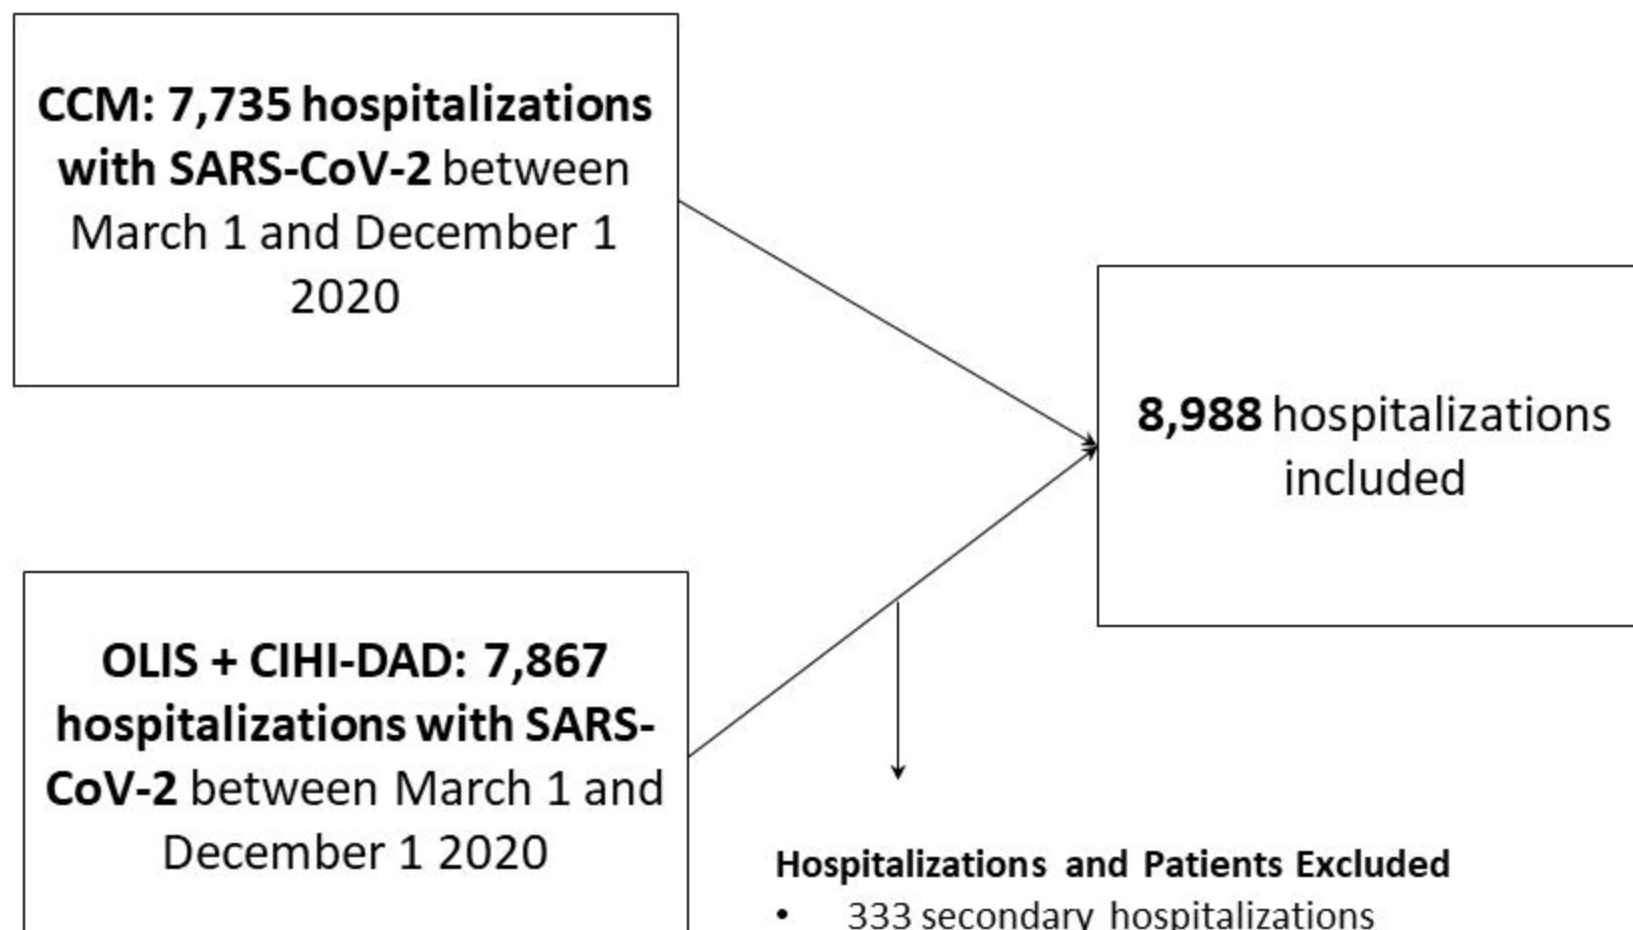 CCM: 7,735 hospitalizations
with SARS-CoV-2 between
March 1 and December 1
2020
8,988 hospitalizations
included
OLIS + CIHI-DAD: 7,867
hospitalizations with SARS-
CoV-2 between March 1 and
December 1 2020
Hospitalizations and Patients Excluded
• 333 secondary hospitalizations